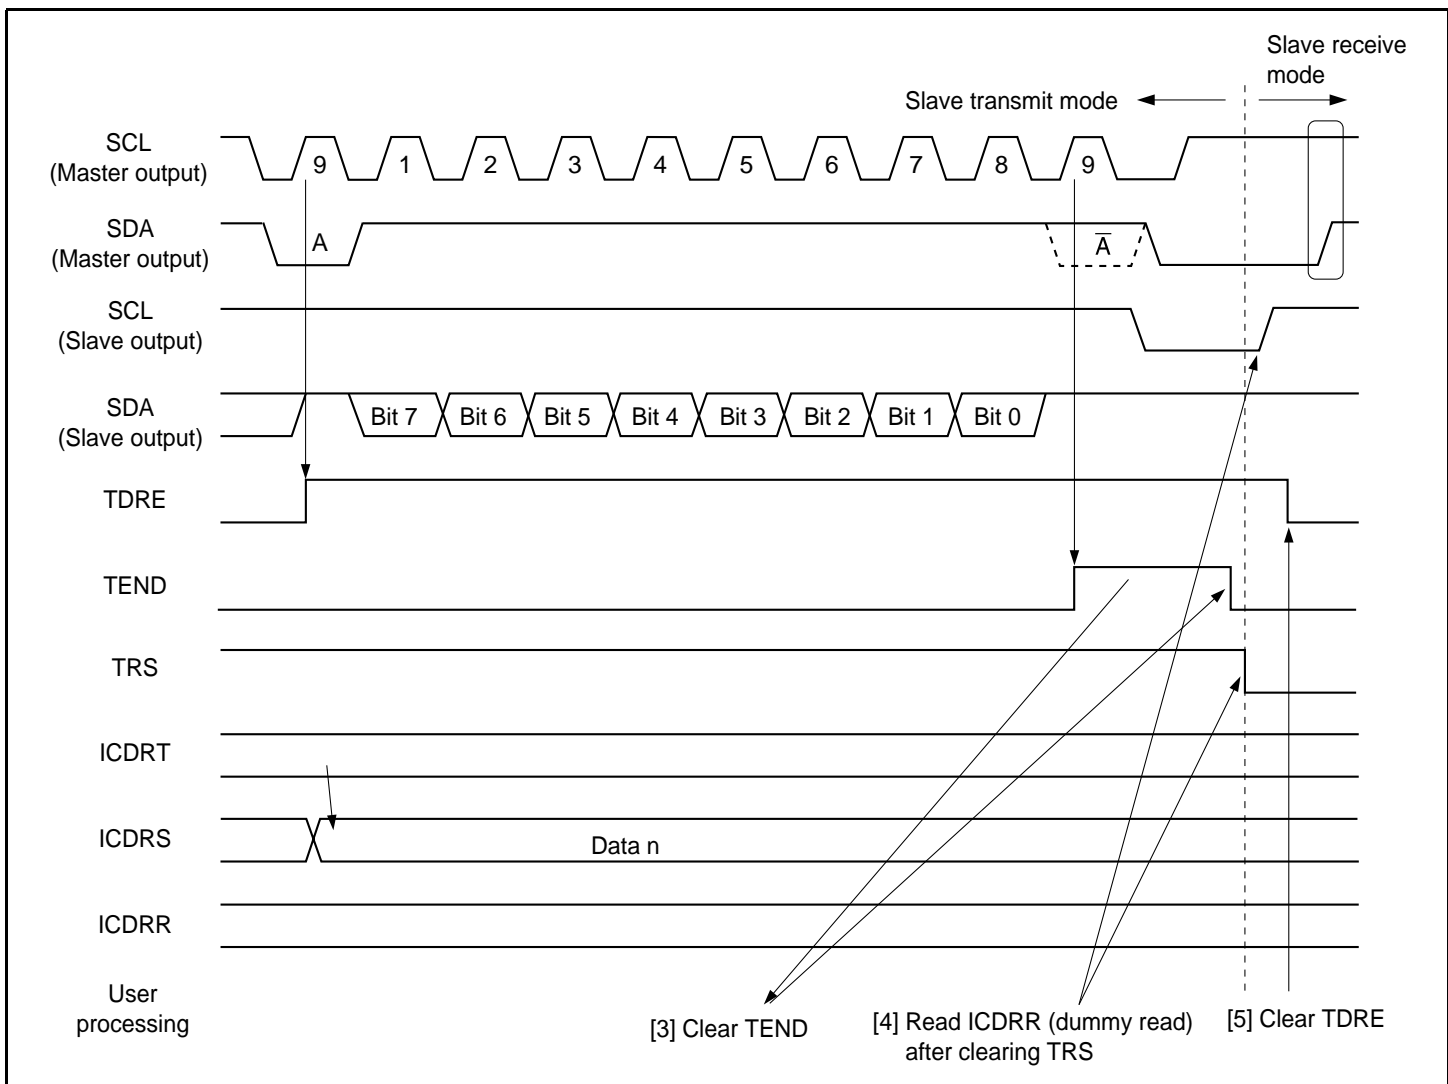 Slave receive
mode
Slave transmit mode
SCL
(Master output)
9 1 2 3 4 5 6 7 8 9
SDA
(Master output)
A A̅
SCL
(Slave output)
SDA
(Slave output)
Bit 7 Bit 6 Bit 5 Bit 4 Bit 3 Bit 2 Bit 1 Bit 0
TDRE
TEND
TRS
ICDRT
ICDRS
Data n
ICDRR
User
processing
[3] Clear TEND
[4] Read ICDRR (dummy read)
after clearing TRS
[5] Clear TDRE